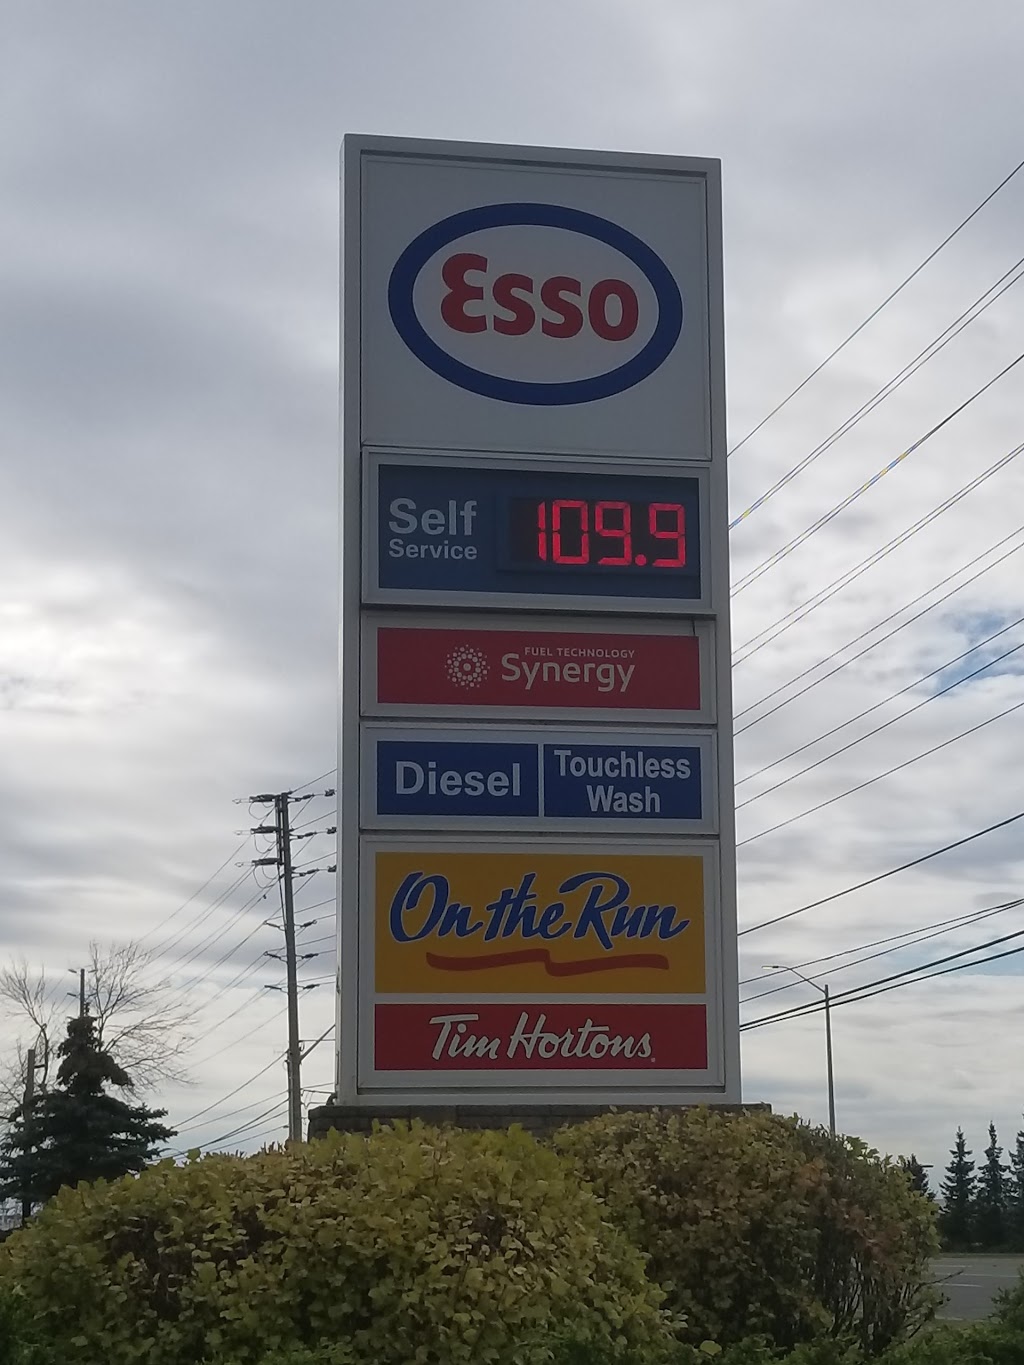 Esso
Self
Service
109.9
FUEL TECHNOLOGY
Synergy
Diesel
Touchless
Wash
On the Run
Tim Hortons